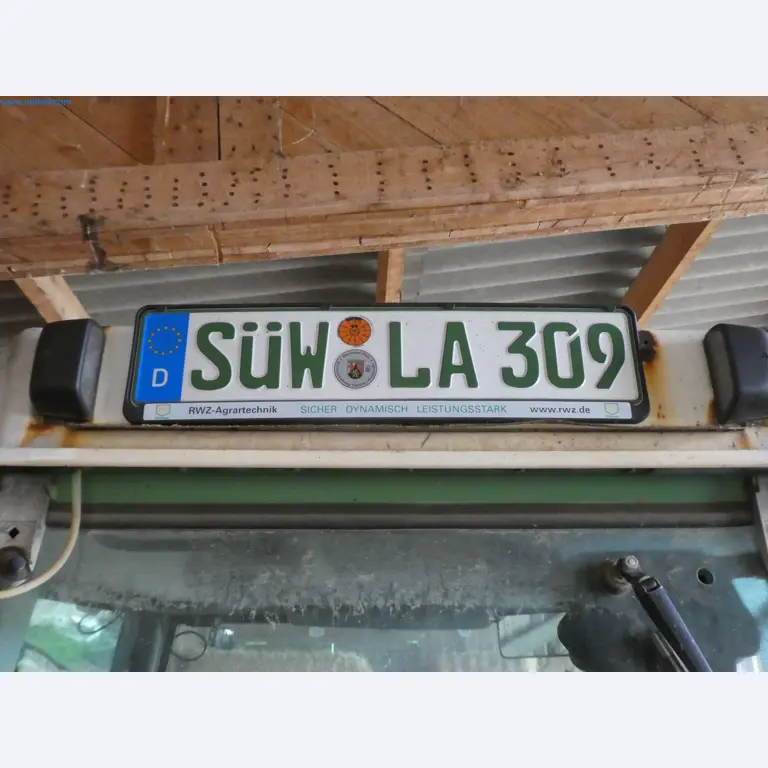 D SÜW LA 309
RWZ-Agrartechnik SICHER DYNAMISCH LEISTUNGSSTARK www.rwz.de